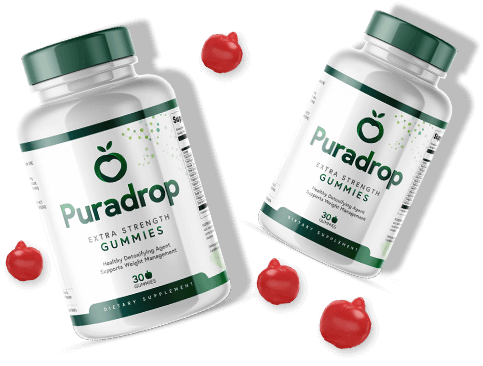 Puradrop
EXTRA STRENGTH
GUMMIES
Healthy Detoxifying Agent
Supports Weight Management
30
GUMMIES
DIETARY SUPPLEMENT
Puradrop
EXTRA STRENGTH
GUMMIES
Healthy Detoxifying Agent
Supports Weight Management
30
GUMMIES
DIETARY SUPPLEMENT